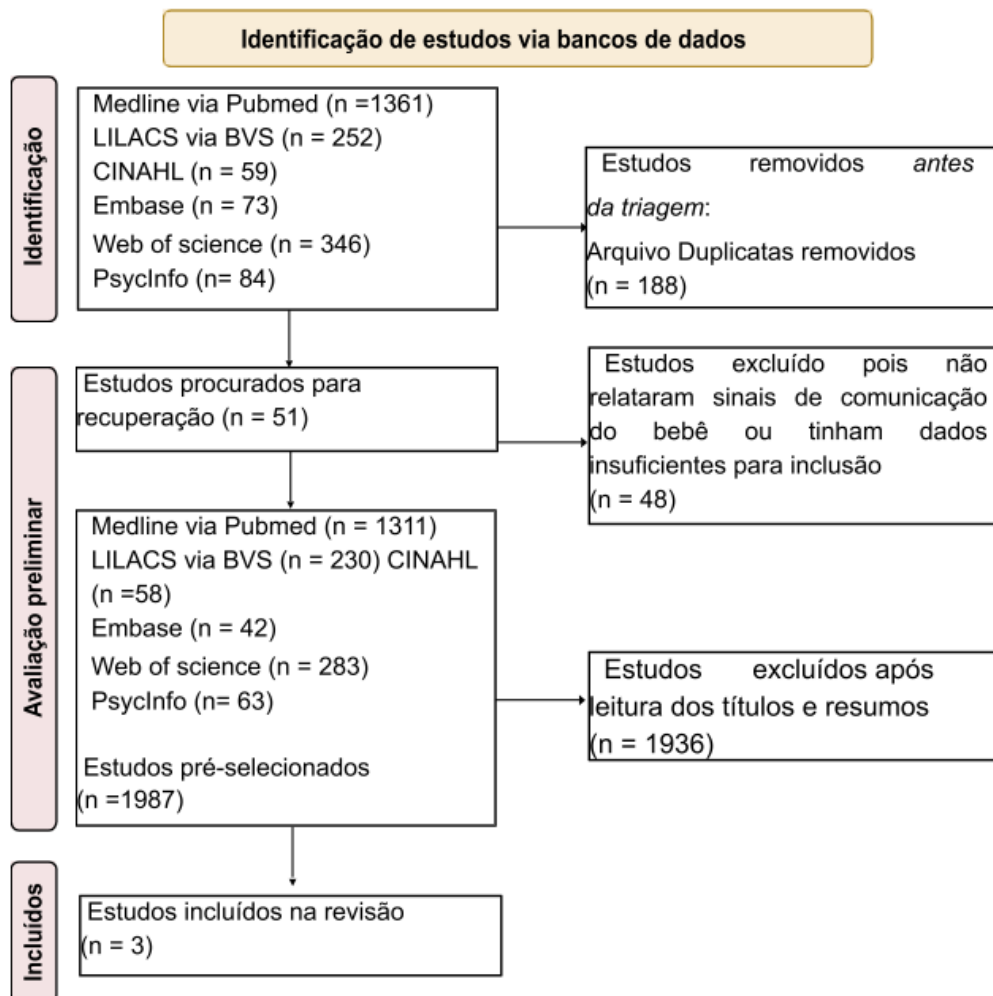 Identificação de estudos via bancos de dados
Identificação
Medline via Pubmed (n =1361)
LILACS via BVS (n = 252)
CINAHL (n = 59)
Embase (n = 73)
Web of science (n = 346)
PsycInfo (n= 84)
Estudos removidos antes
da triagem:
Arquivo Duplicatas removidos
(n = 188)
Avaliação preliminar
Estudos procurados para
recuperação (n = 51)
Estudos excluído pois não
relataram sinais de comunicação
do bebê ou tinham dados
insuficientes para inclusão
(n = 48)
Medline via Pubmed (n = 1311)
LILACS via BVS (n = 230) CINAHL
(n =58)
Embase (n = 42)
Web of science (n = 283)
PsycInfo (n= 63)
Estudos pré-selecionados
(n =1987)
Estudos excluídos após
leitura dos títulos e resumos
(n = 1936)
Incluídos
Estudos incluídos na revisão
(n = 3)